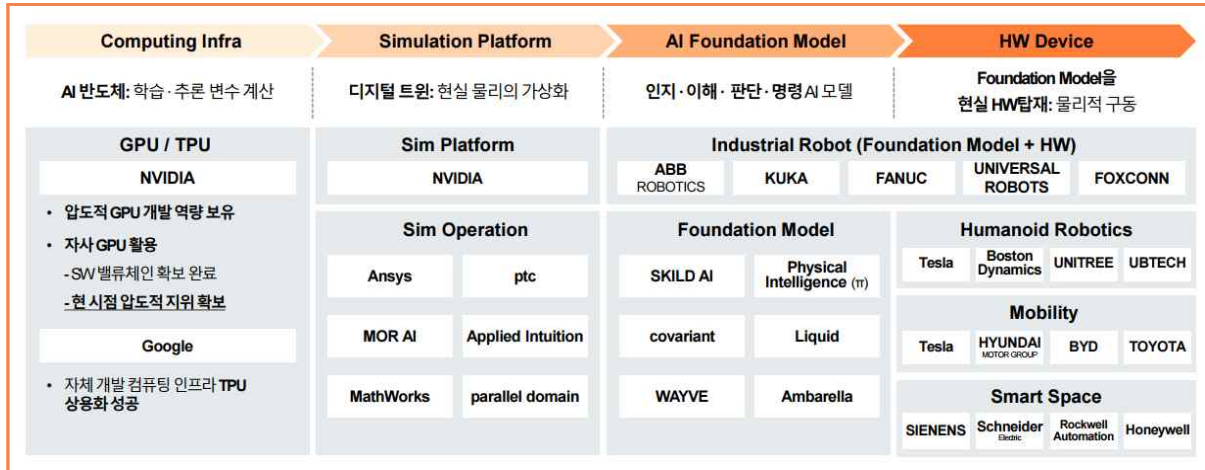 Computing Infra
Simulation Platform
AI Foundation Model
HW Device
AI 반도체: 학습 · 추론 변수 계산
디지털 트윈: 현실 물리의 가상화
인지 · 이해 · 판단 · 명령 AI 모델
Foundation Model을
현실 HW탑재: 물리적 구동
GPU / TPU
NVIDIA
• 압도적 GPU 개발 역량 보유
• 자사 GPU 활용
- SW 밸류체인 확보 완료
- 현 시점 압도적 지위 확보
Google
• 자체 개발 컴퓨팅 인프라 TPU
상용화 성공
Sim Platform
NVIDIA
Sim Operation
Ansys
ptc
MOR AI
Applied Intuition
MathWorks
parallel domain
Industrial Robot (Foundation Model + HW)
ABB
ROBOTICS
KUKA
FANUC
UNIVERSAL
ROBOTS
FOXCONN
Foundation Model
SKILD AI
Physical
Intelligence (π)
covariant
Liquid
WAYVE
Ambarella
Humanoid Robotics
Tesla
Boston
Dynamics
UNITREE
UBTECH
Mobility
Tesla
HYUNDAI
MOTOR GROUP
BYD
TOYOTA
Smart Space
SIENENS
Schneider
Electric
Rockwell
Automation
Honeywell